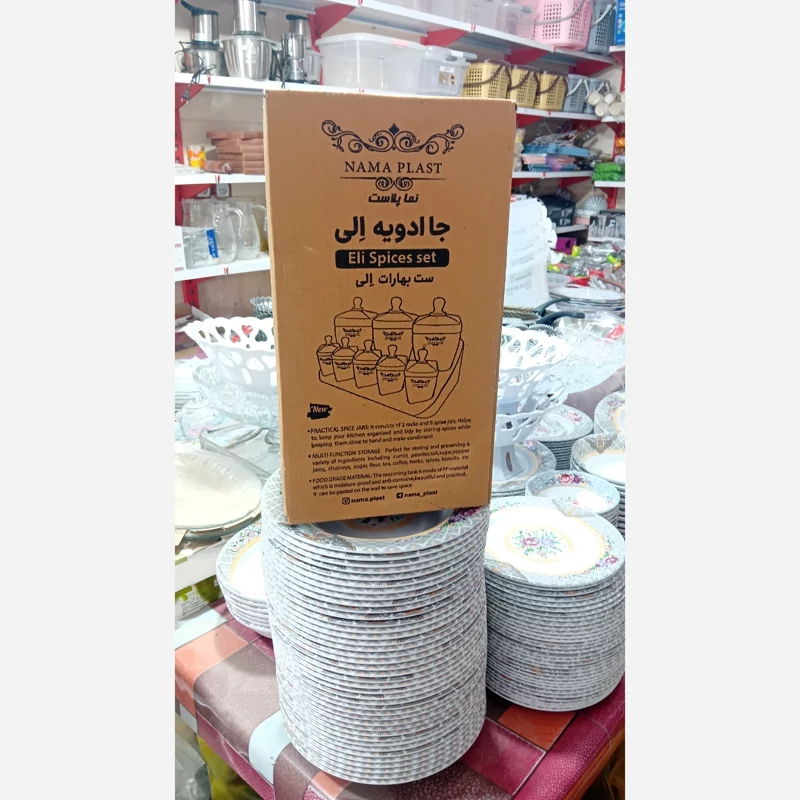 NAMA PLAST
نما پلاست
جا ادویه اِلی
Eli Spices set
ست بهارات اِلی
New
• PRACTICAL SPICE JARS: It consists of 2 racks and 8 spice jars. Helps
to keep your kitchen organized and tidy by storing spices while
keeping them close to hand and make condiment
• MULTI-FUNCTION STORAGE: Perfect for storing and preserving a
variety of ingredients including cumin powder,salt,sugar,pepper
jams, chutneys, sugar, flour, tea, coffee, herbs, spices, biscuits, etc
• FOOD GRADE MATERIAL: The seasoning tank is made of PP material
which is moisture-proof and anti-corrosive,beautiful and practical.
It can be pasted on the wall to save space
nama.plast nama_plast